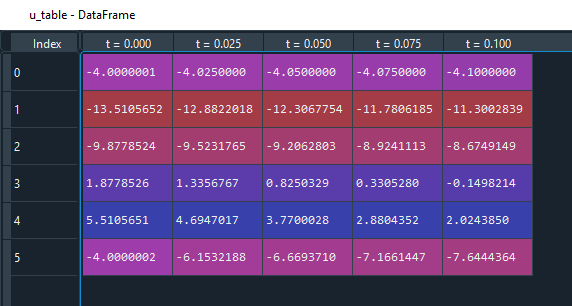 u_table - DataFrame
Index t = 0.000 t = 0.025 t = 0.050 t = 0.075 t = 0.100
0 -4.0000001 -4.0250000 -4.0500000 -4.0750000 -4.1000000
1 -13.5105652 -12.8822018 -12.3067754 -11.7806185 -11.3002839
2 -9.8778524 -9.5231765 -9.2062803 -8.9241113 -8.6749149
3 1.8778526 1.3356767 0.8250329 0.3305280 -0.1498214
4 5.5105651 4.6947017 3.7700028 2.8804352 2.0243850
5 -4.0000002 -6.1532188 -6.6693710 -7.1661447 -7.6444364